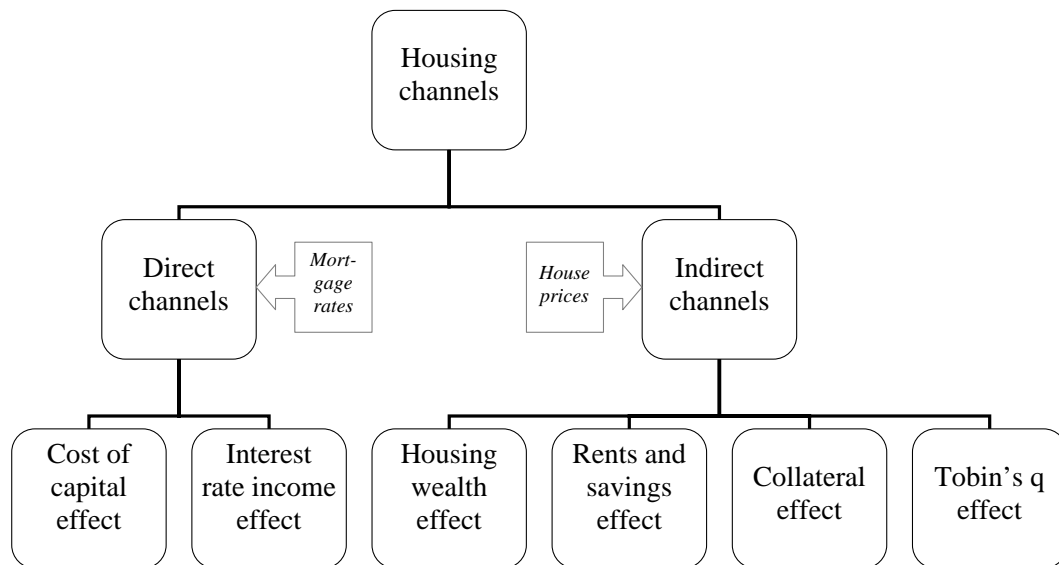 Housing
channels
Direct
channels
Mort-
gage
rates
House
prices
Indirect
channels
Cost of
capital
effect
Interest
rate income
effect
Housing
wealth
effect
Rents and
savings
effect
Collateral
effect
Tobin’s q
effect